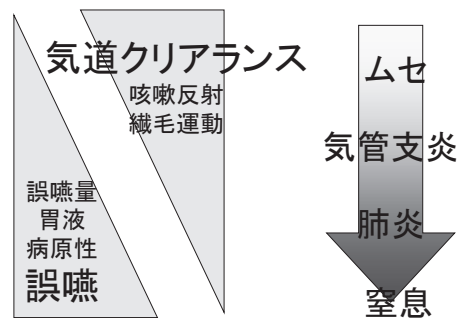 気道クリアランス
咳嗽反射
繊毛運動
誤嚥量
胃液
病原性
誤嚥
ムセ
気管支炎
肺炎
窒息